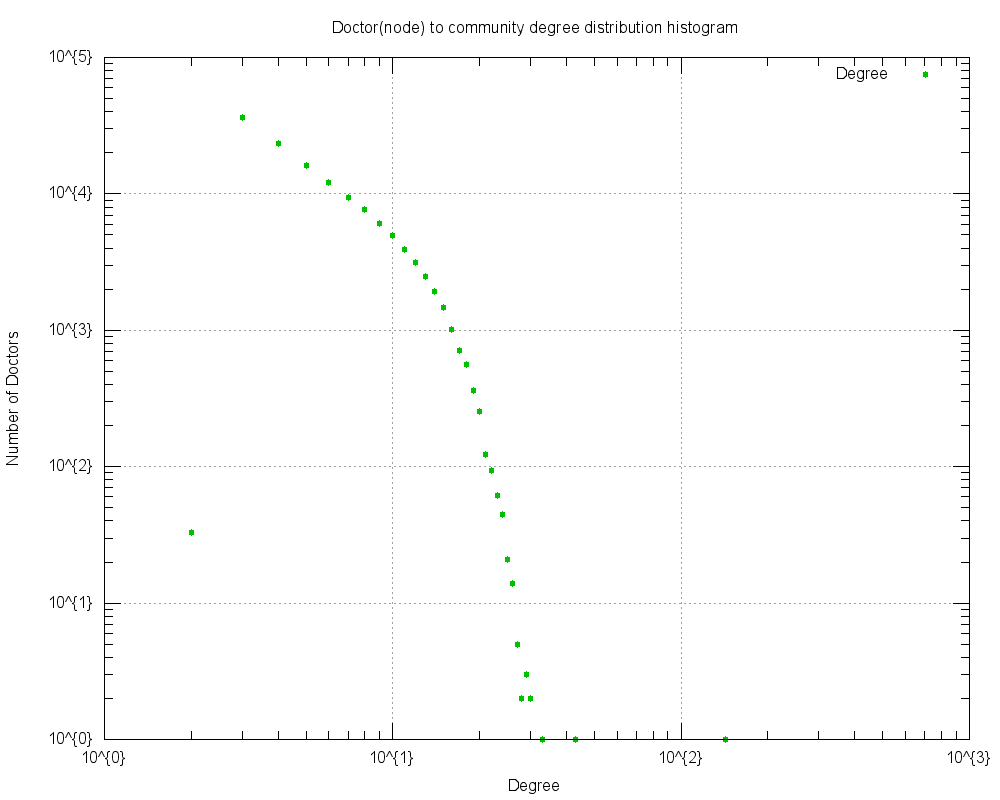 Doctor(node) to community degree distribution histogram
10^{5}
Degree
10^{4}
10^{3}
Number of Doctors
10^{2}
10^{1}
10^{0}
10^{0} 10^{1} 10^{2} 10^{3}
Degree